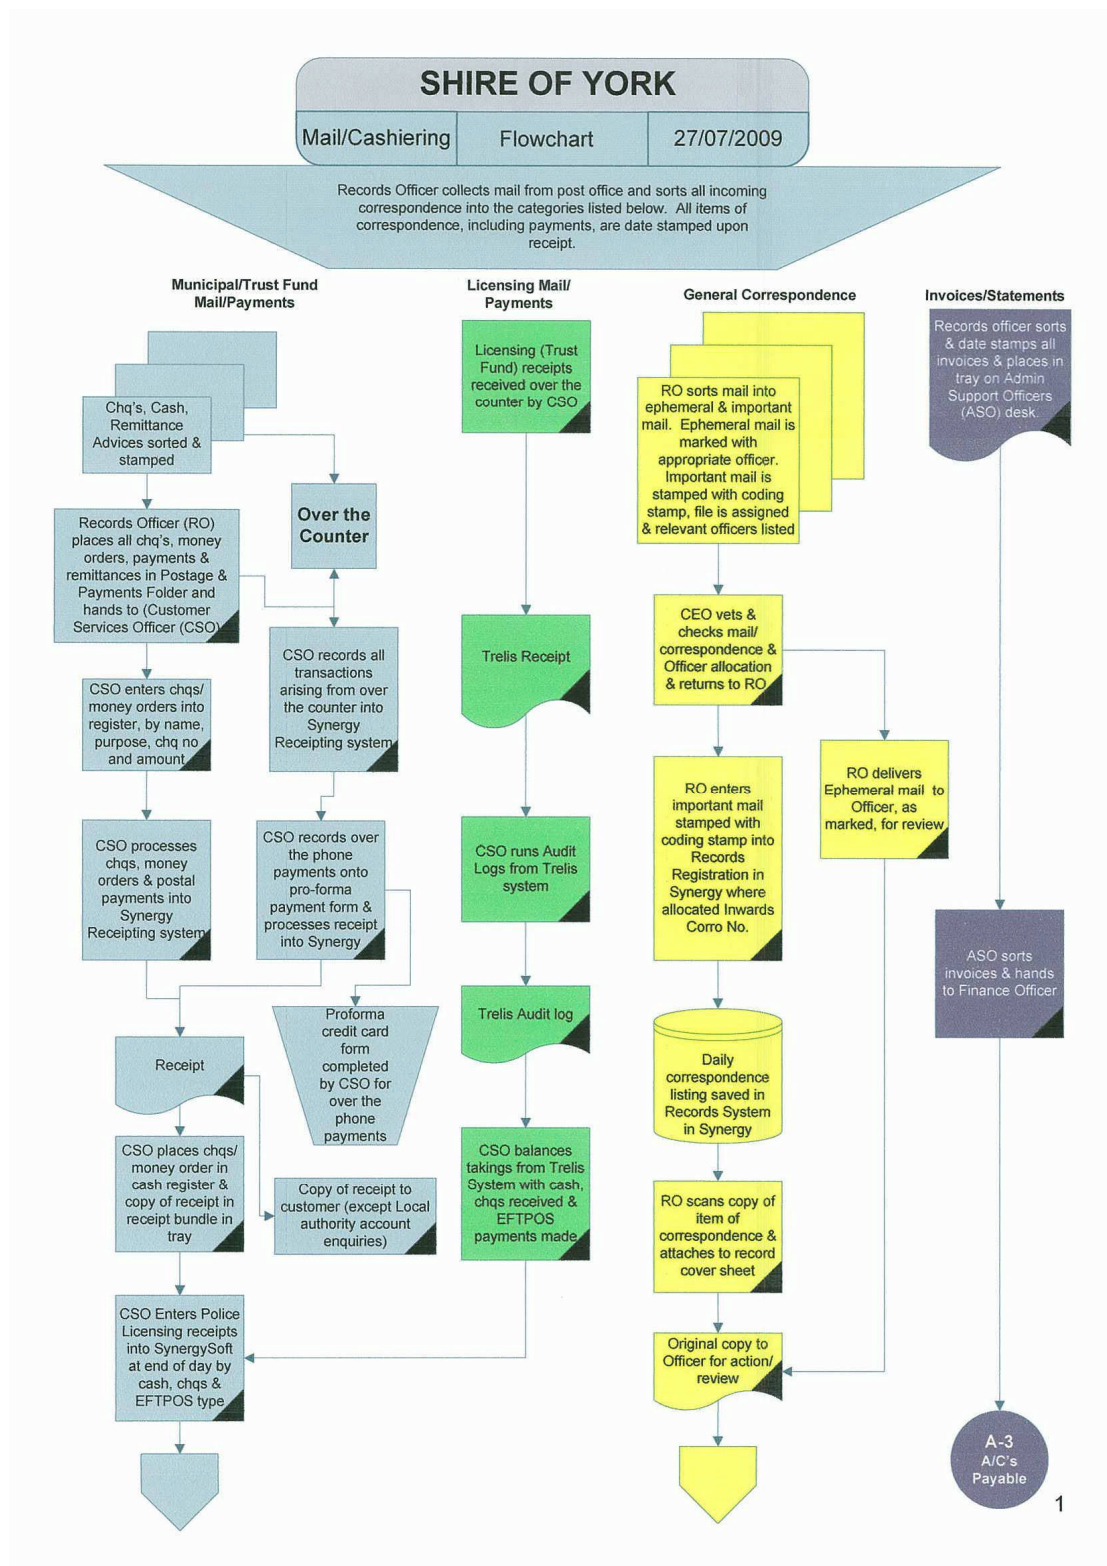 SHIRE OF YORK
Mail/Cashiering
Flowchart
27/07/2009
Records Officer collects mail from post office and sorts all incoming
correspondence into the categories listed below. All items of
correspondence, including payments, are date stamped upon
receipt.
Municipal/Trust Fund
Mail/Payments
Chq's, Cash,
Remittance
Advices sorted &
stamped
Over the
Counter
Records Officer (RO)
places all chq's, money
orders, payments &
remittances in Postage &
Payments Folder and
hands to (Customer
Services Officer (CSO)
CSO records all
transactions
arising from over
the counter into
Synergy
Receipting system
CSO enters chqs/
money orders into
register, by name,
purpose, chq no
and amount
CSO processes
chqs, money
orders & postal
payments into
Synergy
Receipting system
CSO records over
the phone
payments onto
pro-forma
payment form &
processes receipt
into Synergy
Proforma
credit card
form
completed
by CSO for
over the
phone
payments
Receipt
CSO places chqs/
money order in
cash register &
copy of receipt in
receipt bundle in
tray
Copy of receipt to
customer (except Local
authority account
enquiries)
CSO Enters Police
Licensing receipts
into SynergySoft
at end of day by
cash, chqs &
EFTPOS type
Licensing Mail/
Payments
Licensing (Trust
Fund) receipts
received over the
counter by CSO
Trelis Receipt
CSO runs Audit
Logs from Trelis
system
Trelis Audit log
CSO balances
takings from Trelis
System with cash,
chqs received &
EFTPOS
payments made
General Correspondence
RO sorts mail into
ephemeral & important
mail. Ephemeral mail is
marked with
appropriate officer.
Important mail is
stamped with coding
stamp, file is assigned
& relevant officers listed
CEO vets &
checks mail/
correspondence &
Officer allocation
& returns to RO
RO delivers
Ephemeral mail to
Officer, as
marked, for review
RO enters
important mail
stamped with
coding stamp into
Records
Registration in
Synergy where
allocated Inwards
Corro No.
Daily
correspondence
listing saved in
Records System
in Synergy
RO scans copy of
item of
correspondence &
attaches to record
cover sheet
Original copy to
Officer for action/
review
Invoices/Statements
Records officer sorts
& date stamps all
invoices & places in
tray on Admin
Support Officers
(ASO) desk.
ASO sorts
invoices & hands
to Finance Officer
A-3
A/C's
Payable
1